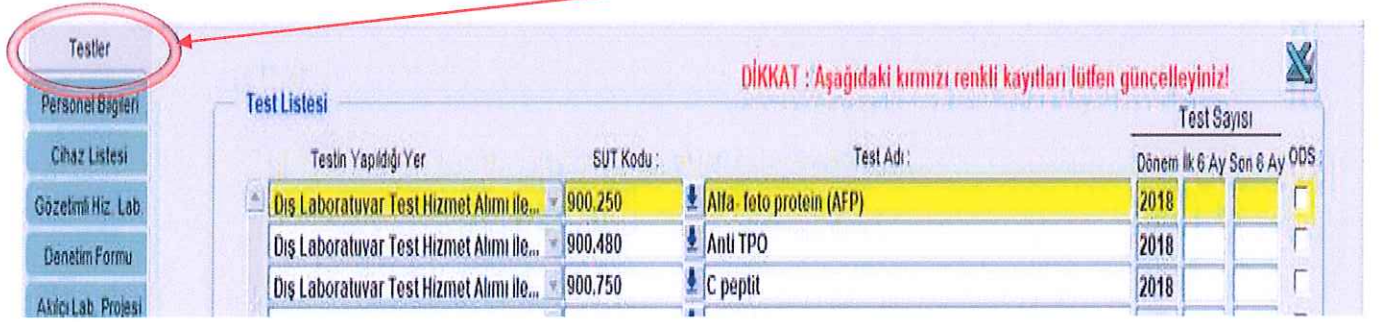 Testler
Personel Bilgileri
Cihaz Listesi
Gözetimli Hiz. Lab.
Denetim Formu
Akılcı Lab. Projesi
DİKKAT : Aşağıdaki kırmızı renkli kayıtları lütfen güncelleyiniz!
Test Listesi
Test Sayısı
Testin Yapıldığı Yer SUT Kodu : Test Adı : Dönem İlk 6 Ay Son 6 Ay ODS :
Dış Laboratuvar Test Hizmet Alımı ile... 900.250 Alfa- feto protein (AFP) 2018
Dış Laboratuvar Test Hizmet Alımı ile... 900.480 Anti TPO 2018
Dış Laboratuvar Test Hizmet Alımı ile... 900,750 C peptit 2018